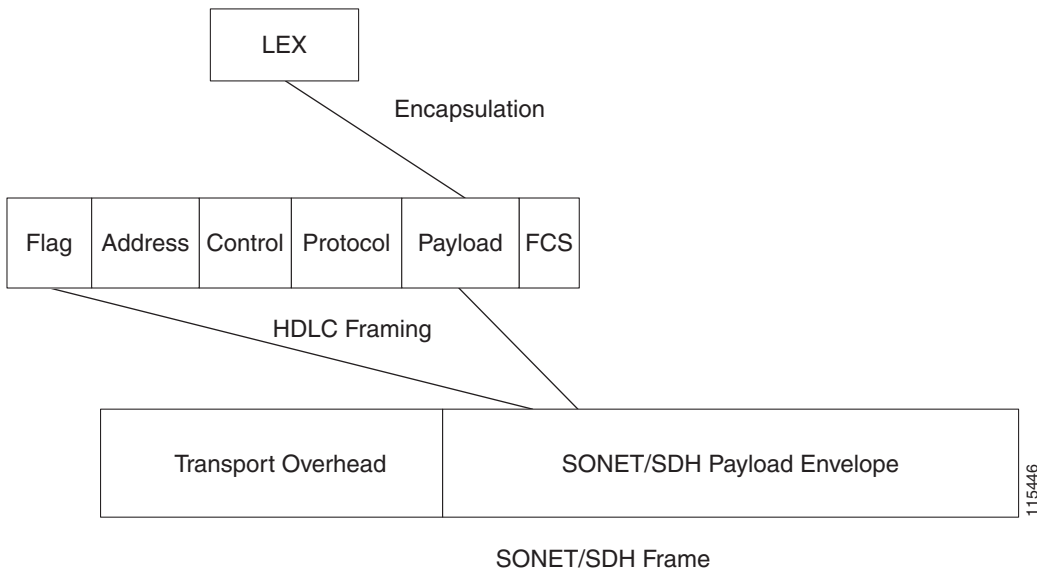 LEX
Encapsulation
Flag Address Control Protocol Payload FCS
HDLC Framing
Transport Overhead SONET/SDH Payload Envelope
115446
SONET/SDH Frame